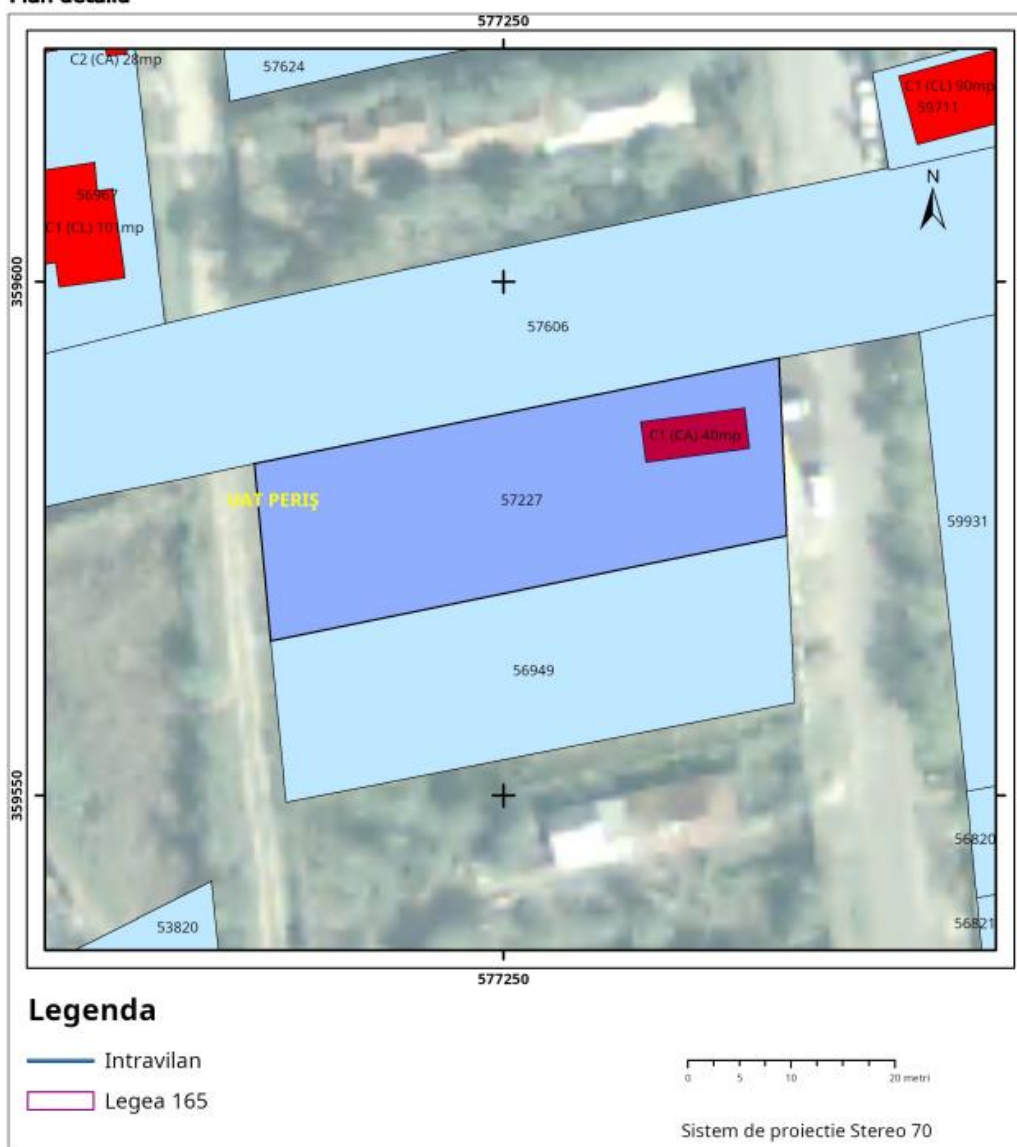 Plan detaliu
577250
C2 (CA) 28mp
57624
C1 (CL) 90mp
59711
N
56967
C1 (CL) 101mp
359600
57606
C1 (CA) 40mp
UAT PERIȘ
57227
59931
56949
359550
56820
53820
56821
577250
Legenda
Intravilan
Legea 165
0 5 10 20 metri
Sistem de proiectie Stereo 70